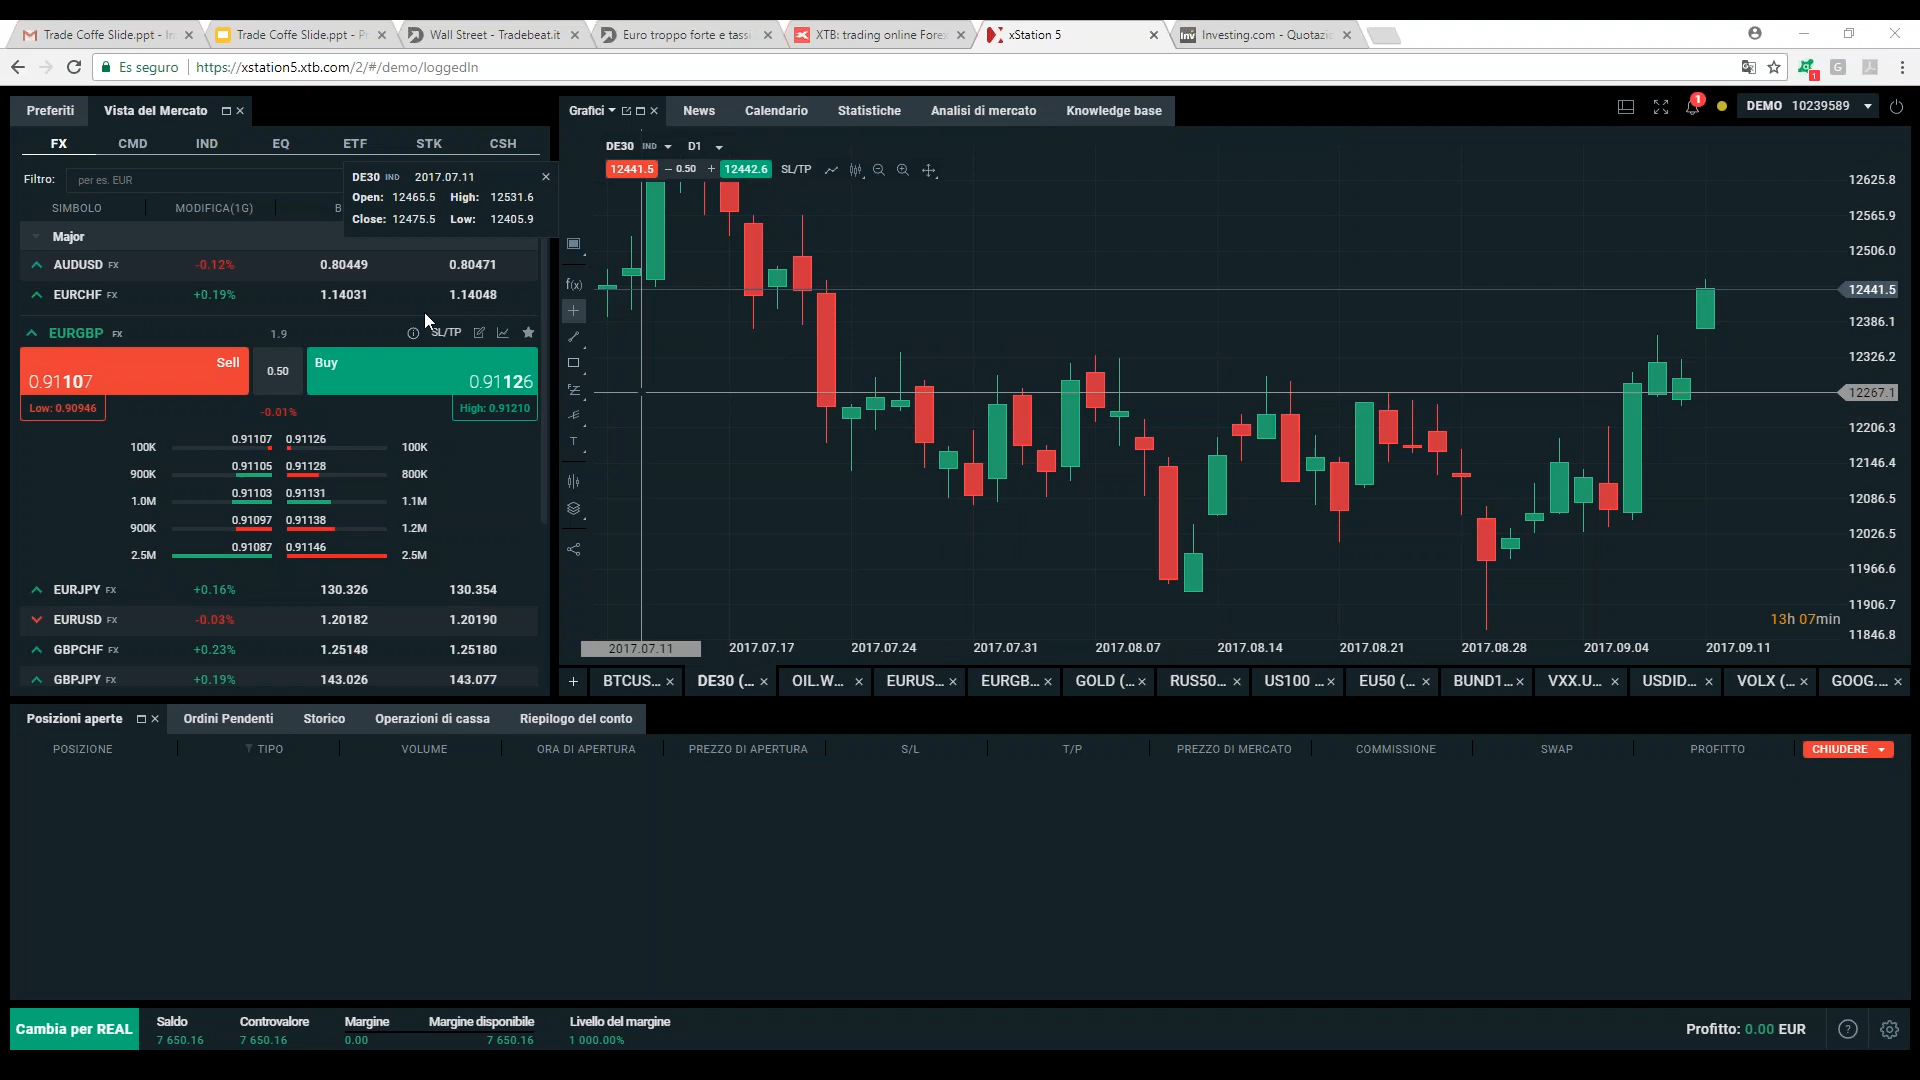 Trade Coffe Slide.ppt - In
Trade Coffe Slide.ppt - P
Wall Street - Tradebeat.it
Euro troppo forte e tassi
XTB: trading online Forex
xStation 5
Investing.com - Quotazio
Es seguro
https://xstation5.xtb.com/2/#/demo/loggedIn
Preferiti
Vista del Mercato
Grafici
News
Calendario
Statistiche
Analisi di mercato
Knowledge base
1
DEMO 10239589
FX CMD IND EQ ETF STK CSH
Filtro: per es. EUR
SIMBOLO MODIFICA(1G) B
DE30 IND 2017.07.11
Open: 12465.5 High: 12531.6
Close: 12475.5 Low: 12405.9
Major
AUDUSD FX -0.12% 0.80449 0.80471
EURCHF FX +0.19% 1.14031 1.14048
EURGBP FX 1.9 SL/TP
Sell 0.91107
0.50
Buy 0.91126
Low: 0.90946
-0.01%
High: 0.91210
100K 0.91107 0.91126 100K
900K 0.91105 0.91128 800K
1.0M 0.91103 0.91131 1.1M
900K 0.91097 0.91138 1.2M
2.5M 0.91087 0.91146 2.5M
EURJPY FX +0.16% 130.326 130.354
EURUSD FX -0.03% 1.20182 1.20190
GBPCHF FX +0.23% 1.25148 1.25180
GBPJPY FX +0.19% 143.026 143.077
DE30 IND D1
12441.5 − 0.50 + 12442.6 SL/TP
f(x)
T
12625.8
12565.9
12506.0
12441.5
12386.1
12326.2
12267.1
12206.3
12146.4
12086.5
12026.5
11966.6
11906.7
11846.8
13h 07min
2017.07.11 2017.07.17 2017.07.24 2017.07.31 2017.08.07 2017.08.14 2017.08.21 2017.08.28 2017.09.04 2017.09.11
+ BTCUS... DE30 (... OIL.W... EURUS... EURGB... GOLD (... RUS50... US100 ... EU50 (... BUND1... VXX.U... USDID... VOLX (... GOOG....
Posizioni aperte
Ordini Pendenti
Storico
Operazioni di cassa
Riepilogo del conto
POSIZIONE TIPO VOLUME ORA DI APERTURA PREZZO DI APERTURA S/L T/P PREZZO DI MERCATO COMMISSIONE SWAP PROFITTO CHIUDERE
Cambia per REAL
Saldo Controvalore Margine Margine disponibile Livello del margine
7 650.16 7 650.16 0.00 7 650.16 1 000.00%
Profitto: 0.00 EUR